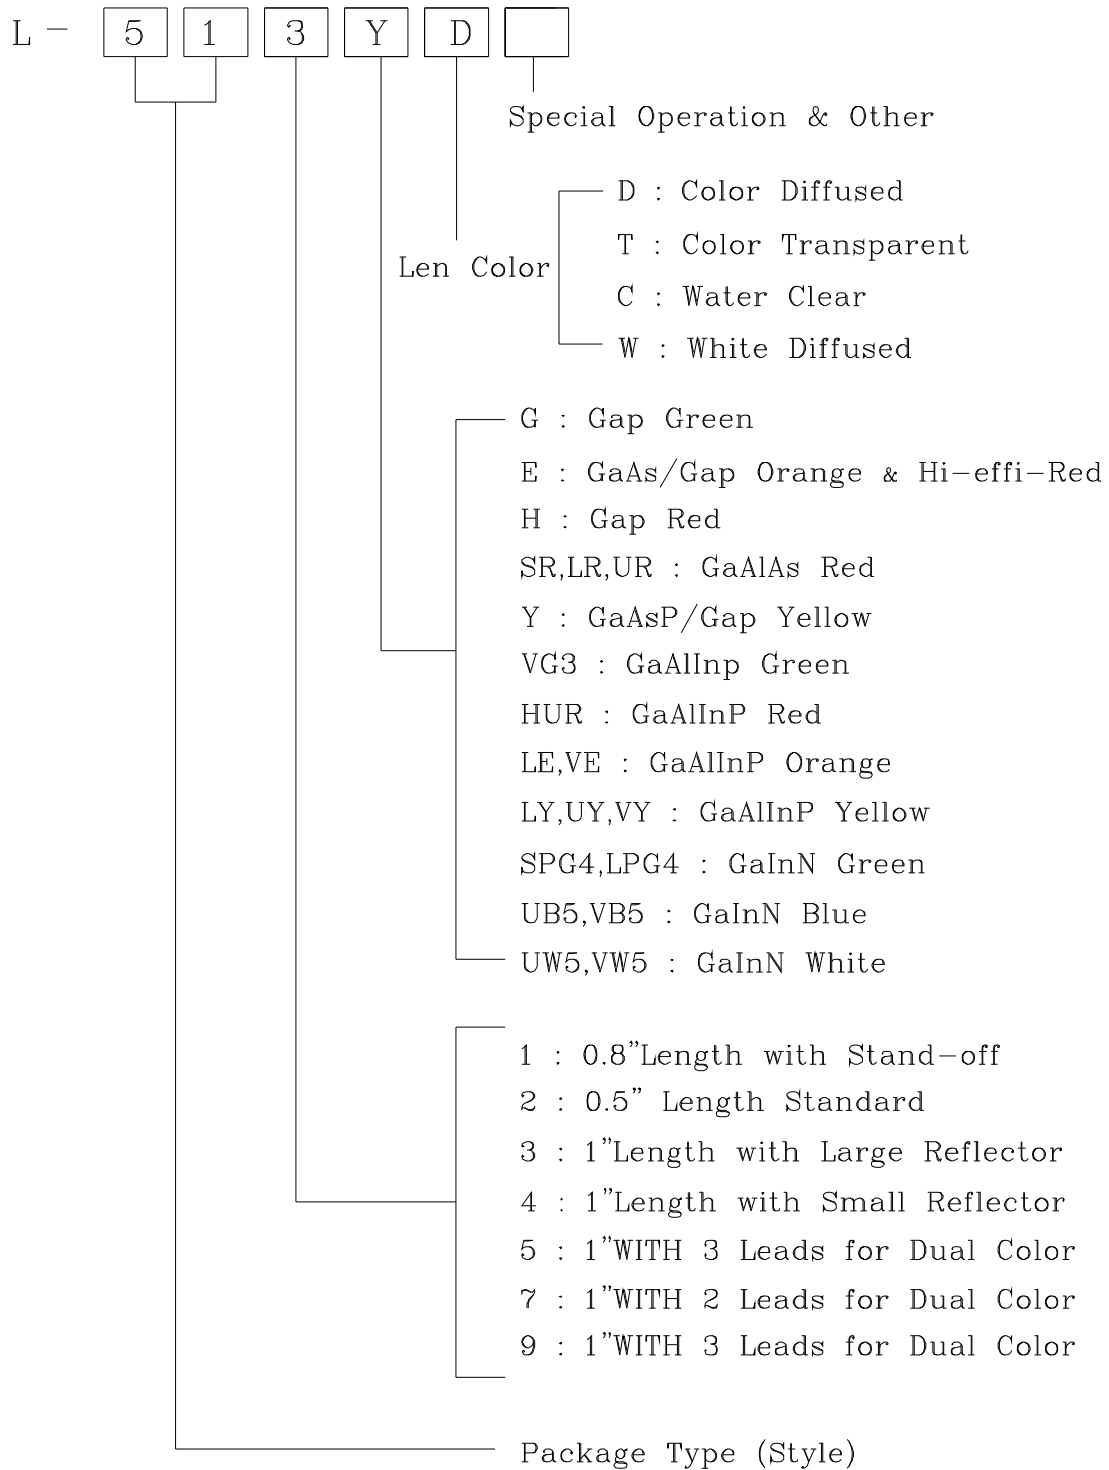 L- 5 1 3 Y D
Special Operation & Other
D : Color Diffused
T : Color Transparent
Len Color
C : Water Clear
W : White Diffused
G : Gap Green
E : GaAs/Gap Orange & Hi-effi-Red
H : Gap Red
SR,LR,UR : GaAlAs Red
Y : GaAsP/Gap Yellow
VG3 : GaAlInp Green
HUR : GaAlInP Red
LE,VE : GaAlInP Orange
LY,UY,VY : GaAlInP Yellow
SPG4,LPG4 : GaInN Green
UB5,VB5 : GaInN Blue
UW5,VW5 : GaInN White
1 : 0.8"Length with Stand-off
2 : 0.5" Length Standard
3 : 1"Length with Large Reflector
4 : 1"Length with Small Reflector
5 : 1"WITH 3 Leads for Dual Color
7 : 1"WITH 2 Leads for Dual Color
9 : 1"WITH 3 Leads for Dual Color
Package Type (Style)